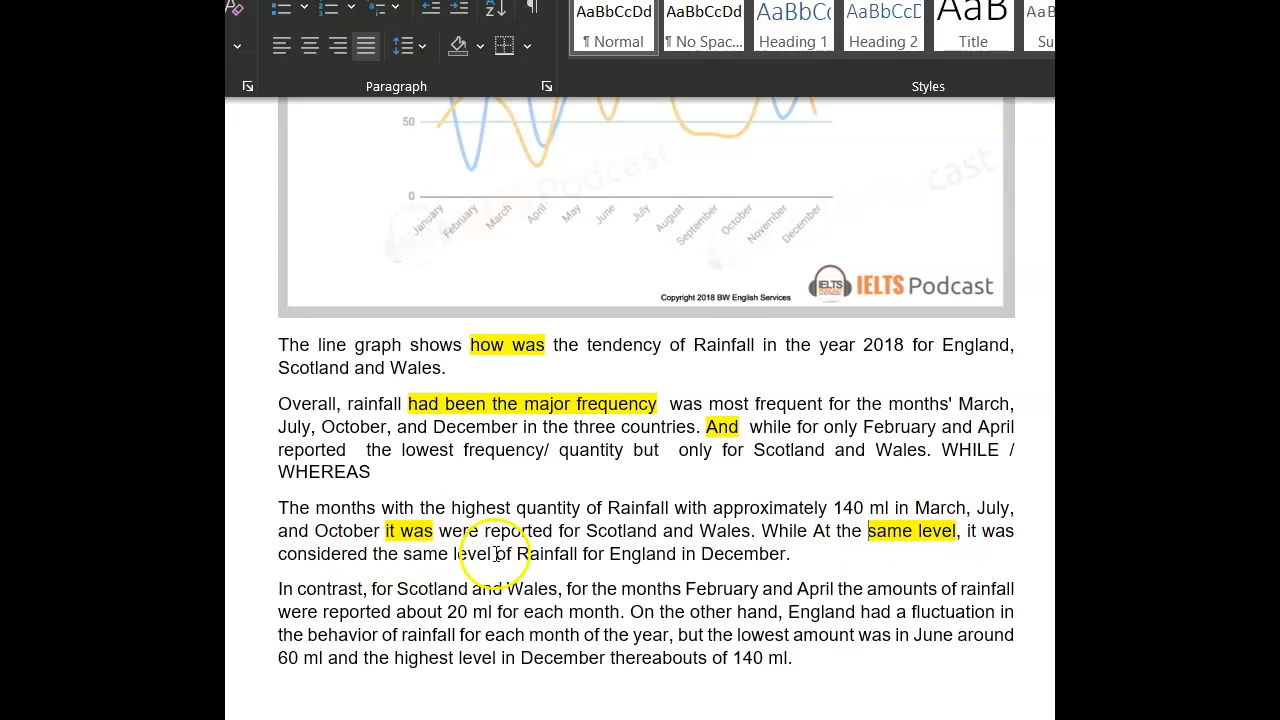 AaBbCcDd AaBbCcDd AaBbC AaBbCcD AaB
¶ Normal ¶ No Spac... Heading 1 Heading 2 Title
Paragraph Styles
50
0
January February March April May June July August September October November December
IELTS Podcast
Copyright 2018 BW English Services
The line graph shows how was the tendency of Rainfall in the year 2018 for England,
Scotland and Wales.
Overall, rainfall had been the major frequency was most frequent for the months' March,
July, October, and December in the three countries. And while for only February and April
reported the lowest frequency/ quantity but only for Scotland and Wales. WHILE /
WHEREAS
The months with the highest quantity of Rainfall with approximately 140 ml in March, July,
and October it was were reported for Scotland and Wales. While At the same level, it was
considered the same level of Rainfall for England in December.
In contrast, for Scotland and Wales, for the months February and April the amounts of rainfall
were reported about 20 ml for each month. On the other hand, England had a fluctuation in
the behavior of rainfall for each month of the year, but the lowest amount was in June around
60 ml and the highest level in December thereabouts of 140 ml.